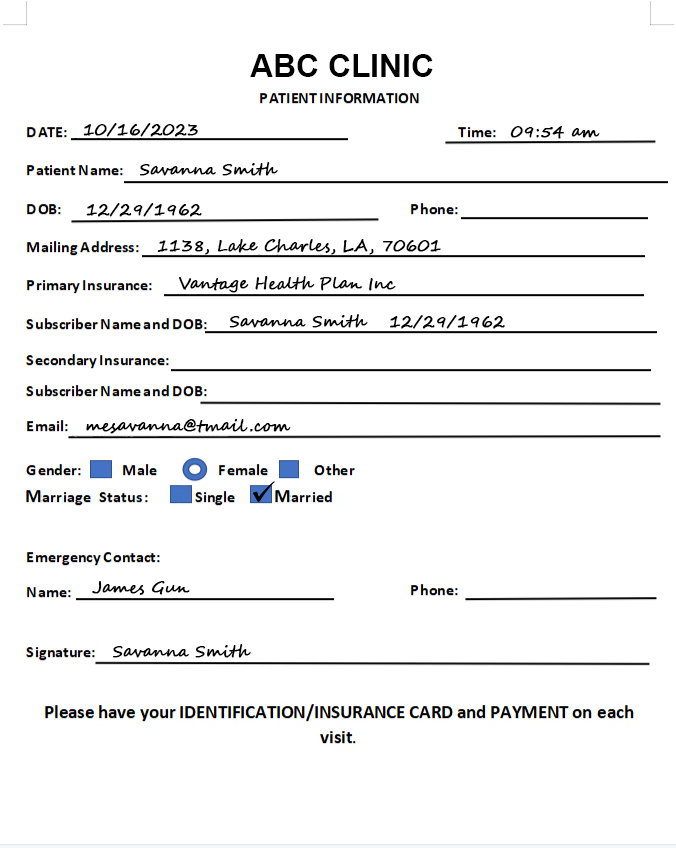 ABC CLINIC
PATIENT INFORMATION
DATE: 10/16/2023 Time: 09:54 am
Patient Name: Savanna Smith
DOB: 12/29/1962 Phone:
Mailing Address: 1138, Lake Charles, LA, 70601
Primary Insurance: Vantage Health Plan Inc
Subscriber Name and DOB: Savanna Smith 12/29/1962
Secondary Insurance:
Subscriber Name and DOB:
Email: mesavanna@tmail.com
Gender: Male Female Other
Marriage Status: Single Married
Emergency Contact:
Name: James Gun Phone:
Signature: Savanna Smith
Please have your IDENTIFICATION/INSURANCE CARD and PAYMENT on each
visit.